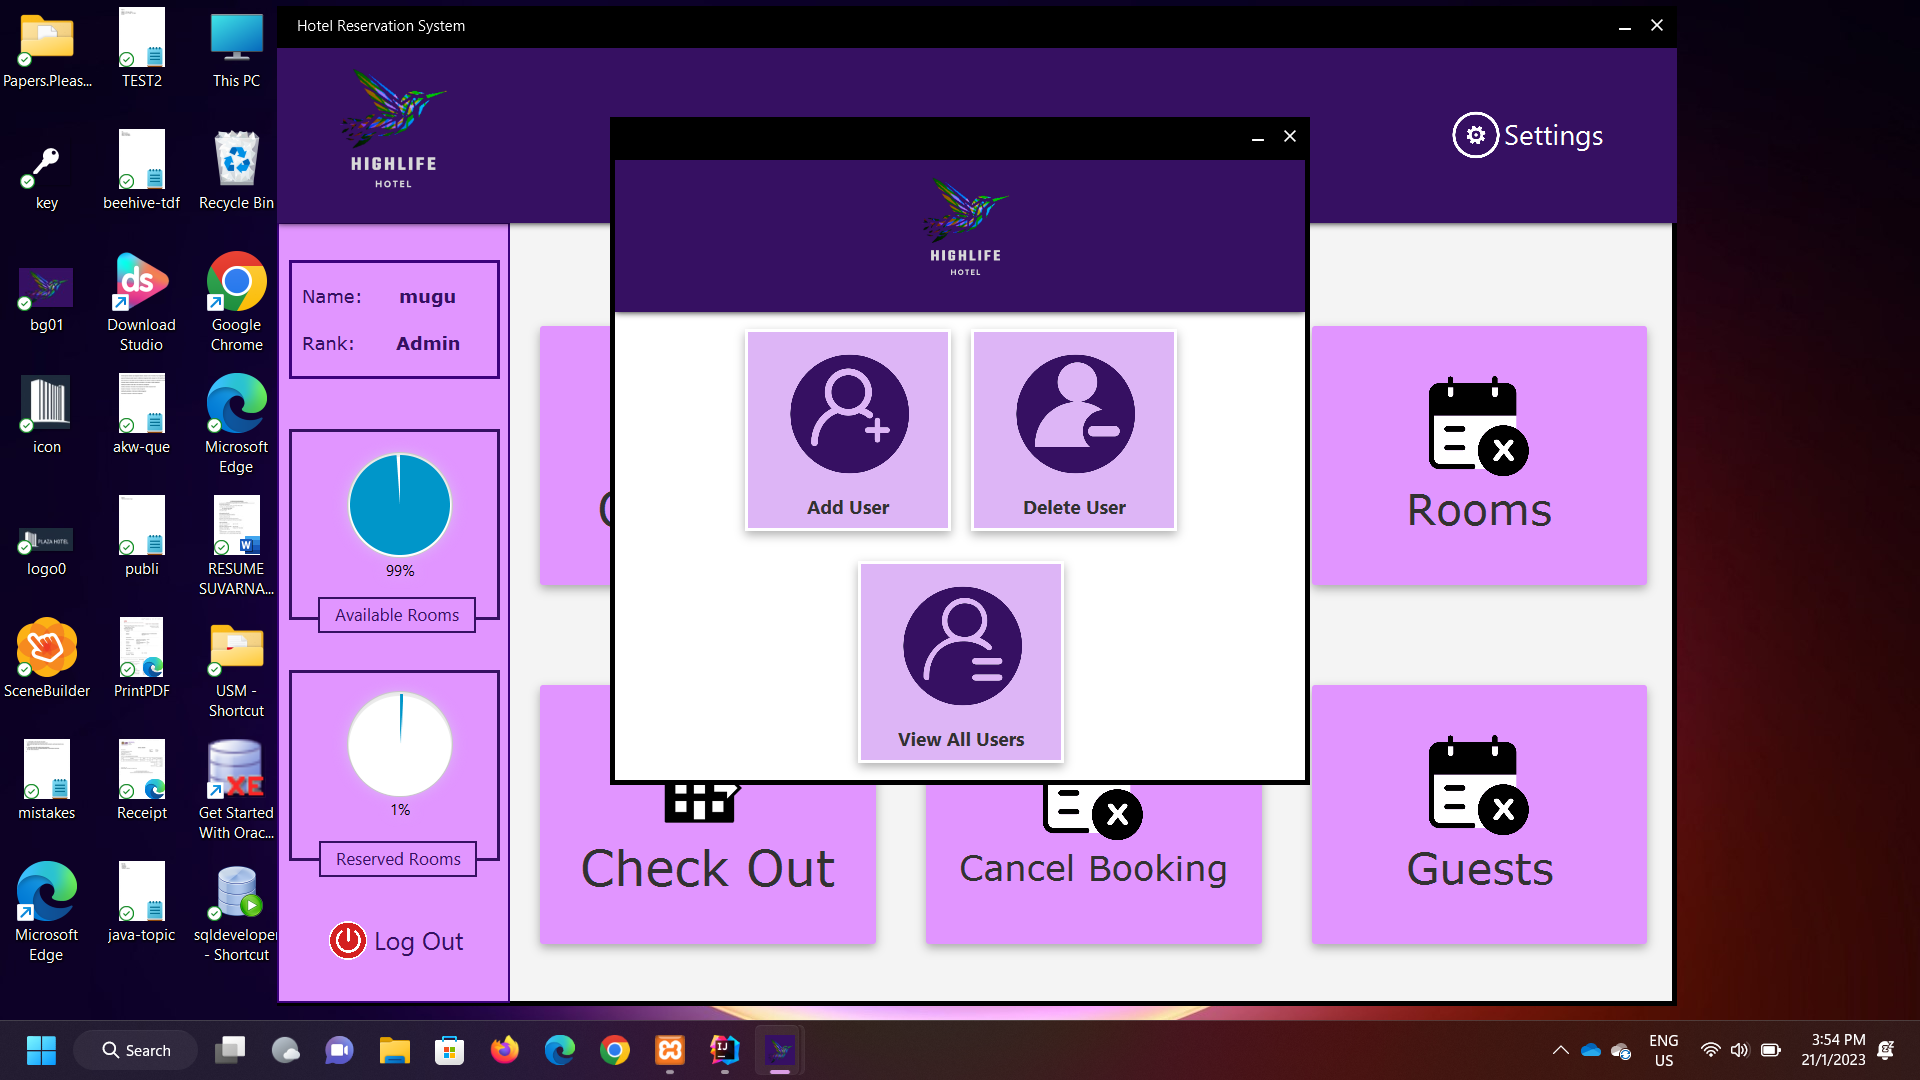 Papers.Pleas...
TEST2
This PC
key
beehive-tdf
Recycle Bin
bg01
Download
Studio
Google
Chrome
icon
akw-que
Microsoft
Edge
logo0
PLAZA HOTEL
publi
RESUME
SUVARNA...
SceneBuilder
PrintPDF
USM -
Shortcut
mistakes
Receipt
Get Started
With Orac...
Microsoft
Edge
java-topic
sqldeveloper
- Shortcut
Hotel Reservation System
HIGHLIFE
HOTEL
Settings
Name: mugu
Rank: Admin
99%
Available Rooms
1%
Reserved Rooms
Log Out
HIGHLIFE
HOTEL
Add User
Delete User
View All Users
Rooms
Check Out
Cancel Booking
Guests
Search
ENG
US
3:54 PM
21/1/2023